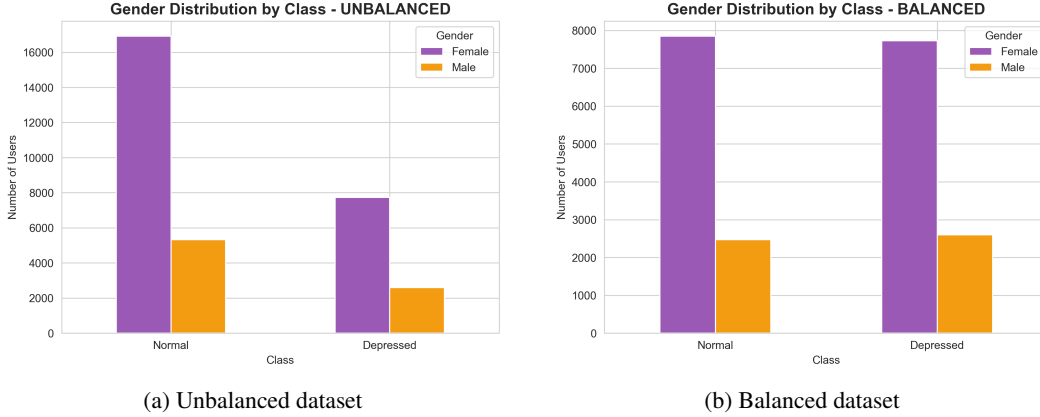 Gender Distribution by Class - UNBALANCED
Gender
Female
Male
16000
14000
12000
10000
8000
6000
4000
2000
0
Number of Users
Normal
Depressed
Class
(a) Unbalanced dataset
Gender Distribution by Class - BALANCED
Gender
Female
Male
8000
7000
6000
5000
4000
3000
2000
1000
0
Number of Users
Normal
Depressed
Class
(b) Balanced dataset